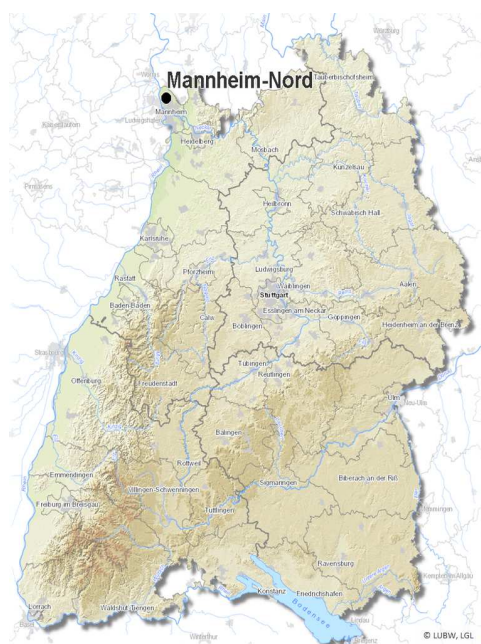 Mannheim-Nord
Tauberbischofsheim
Mannheim
Heidelberg
Mosbach
Künzelsau
Heilbronn
Schwäbisch Hall
Karlsruhe
Ludwigsburg
Pforzheim
Waiblingen
Aalen
Rastatt
Stuttgart
Baden-Baden
Esslingen am Neckar
Calw
Göppingen
Böblingen
Heidenheim an der Brenz
Tübingen
Reutlingen
Offenburg
Freudenstadt
Ulm
Balingen
Rottweil
Emmendingen
Biberach an der Riß
Sigmaringen
Villingen-Schwenningen
Freiburg im Breisgau
Tuttlingen
Ravensburg
Konstanz
Friedrichshafen
Lörrach
Waldshut-Tiengen
Bodensee
Winterthur
© LUBW, LGL